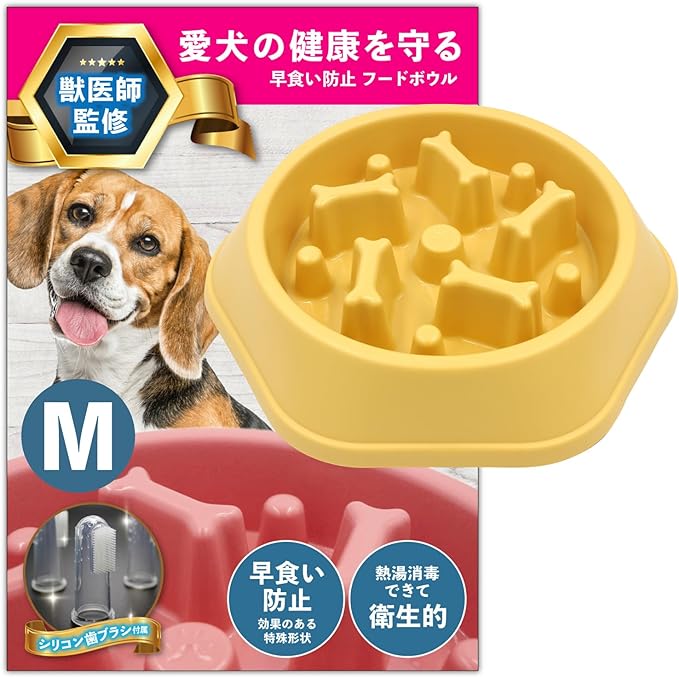 愛犬の健康を守る
早食い防止 フードボウル
獣医師
監修
M
早食い
防止
効果のある
特殊形状
熱湯消毒
できて
衛生的
シリコン歯ブラシ付属